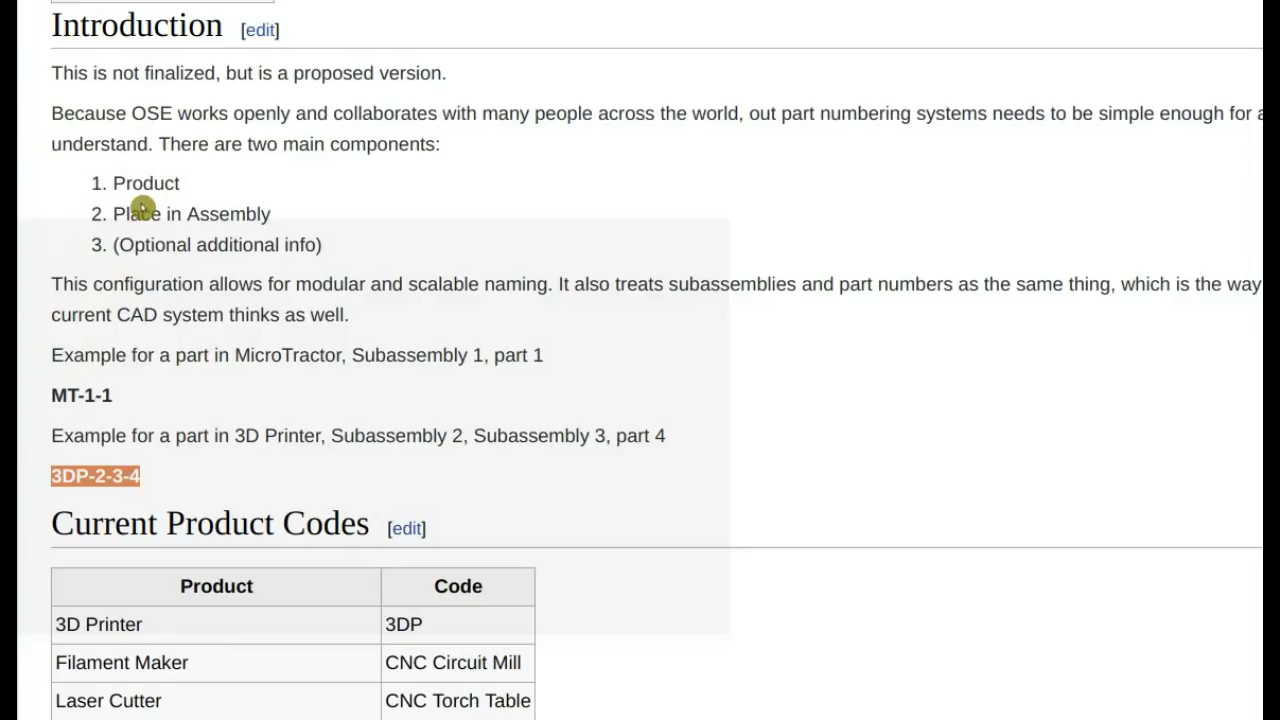 Introduction [edit]
This is not finalized, but is a proposed version.
Because OSE works openly and collaborates with many people across the world, out part numbering systems needs to be simple enough for
understand. There are two main components:
1. Product
2. Place in Assembly
3. (Optional additional info)
This configuration allows for modular and scalable naming. It also treats subassemblies and part numbers as the same thing, which is the way
current CAD system thinks as well.
Example for a part in MicroTractor, Subassembly 1, part 1
MT-1-1
Example for a part in 3D Printer, Subassembly 2, Subassembly 3, part 4
3DP-2-3-4
Current Product Codes [edit]
Product Code
3D Printer 3DP
Filament Maker CNC Circuit Mill
Laser Cutter CNC Torch Table